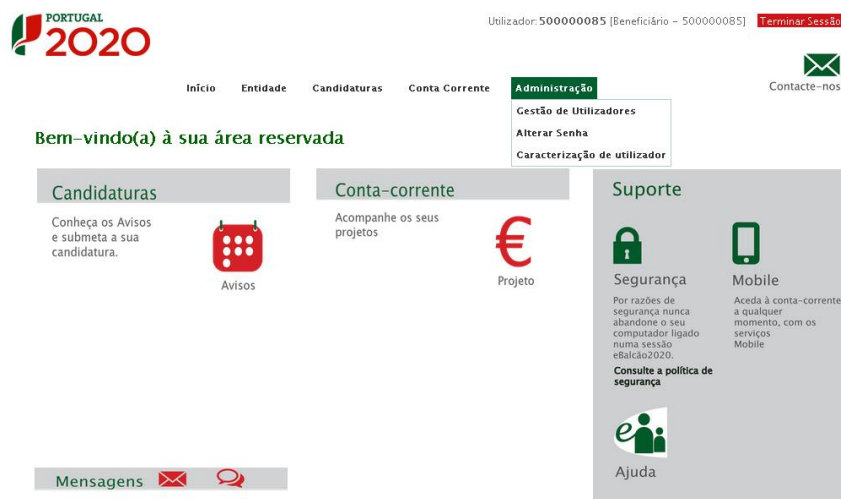 PORTUGAL
2020
Utilizador: 500000085 [Beneficiário - 500000085] Terminar Sessão
Contacte-nos
Início Entidade Candidaturas Conta Corrente Administração
Gestão de Utilizadores
Alterar Senha
Caracterização de utilizador
Bem-vindo(a) à sua área reservada
Candidaturas
Conheça os Avisos
e submeta a sua
candidatura.
Avisos
Conta-corrente
Acompanhe os seus
projetos
€
Projeto
Suporte
Segurança
Por razões de
segurança nunca
abandone o seu
computador ligado
numa sessão
eBalcão2020.
Consulte a política de
segurança
Mobile
Aceda à conta-corrente
a qualquer
momento, com os
serviços
Mobile
e
Ajuda
Mensagens